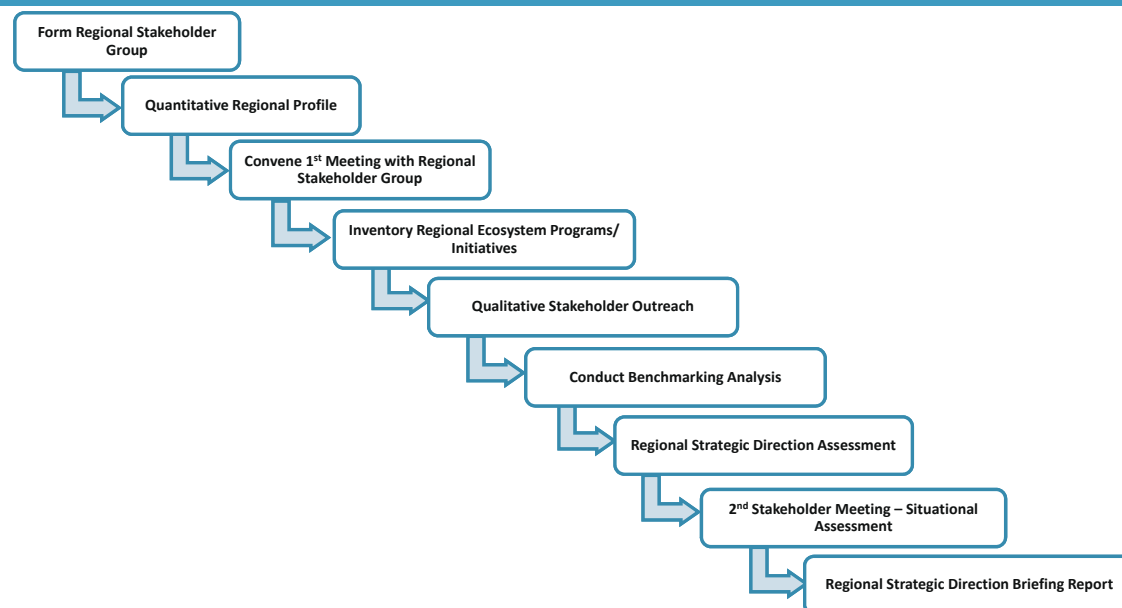 Form Regional Stakeholder
Group
Quantitative Regional Profile
Convene 1st Meeting with Regional
Stakeholder Group
Inventory Regional Ecosystem Programs/
Initiatives
Qualitative Stakeholder Outreach
Conduct Benchmarking Analysis
Regional Strategic Direction Assessment
2nd Stakeholder Meeting – Situational
Assessment
Regional Strategic Direction Briefing Report